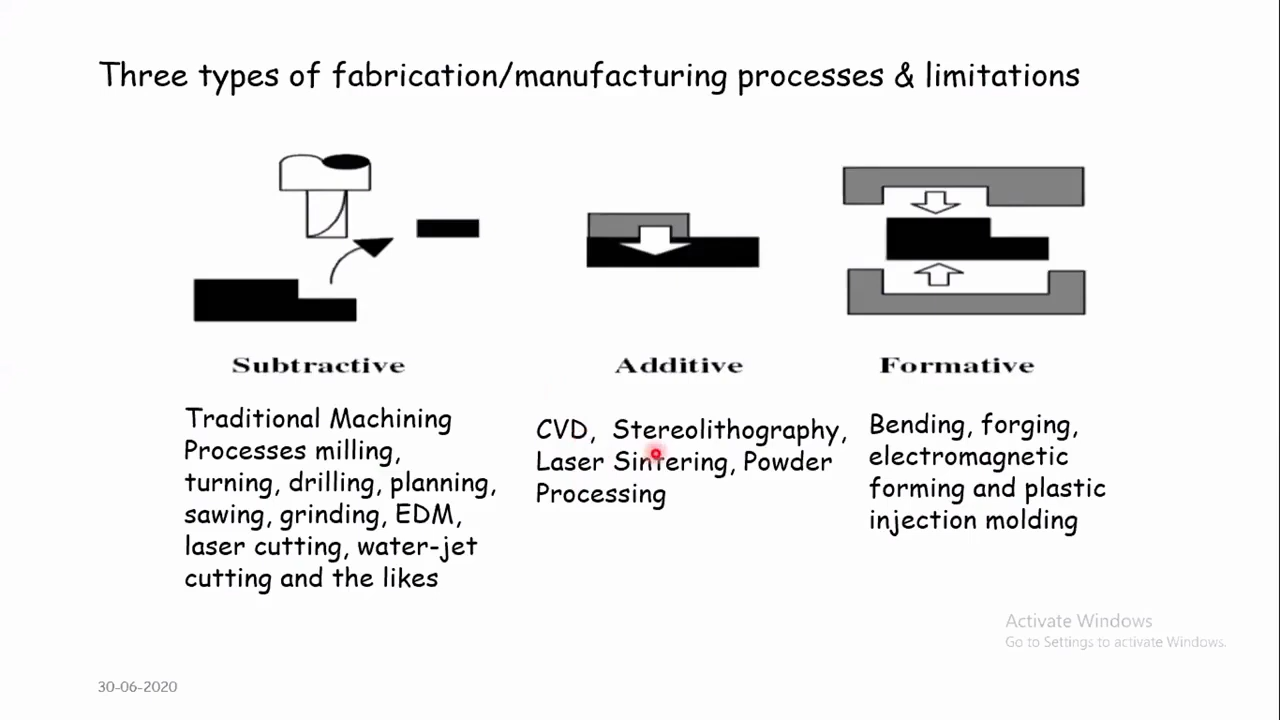 Three types of fabrication/manufacturing processes & limitations
Subtractive
Additive
Formative
Traditional Machining
Processes milling,
turning, drilling, planning,
sawing, grinding, EDM,
laser cutting, water-jet
cutting and the likes
CVD, Stereolithography,
Laser Sintering, Powder
Processing
Bending, forging,
electromagnetic
forming and plastic
injection molding
Activate Windows
Go to Settings to activate Windows.
30-06-2020